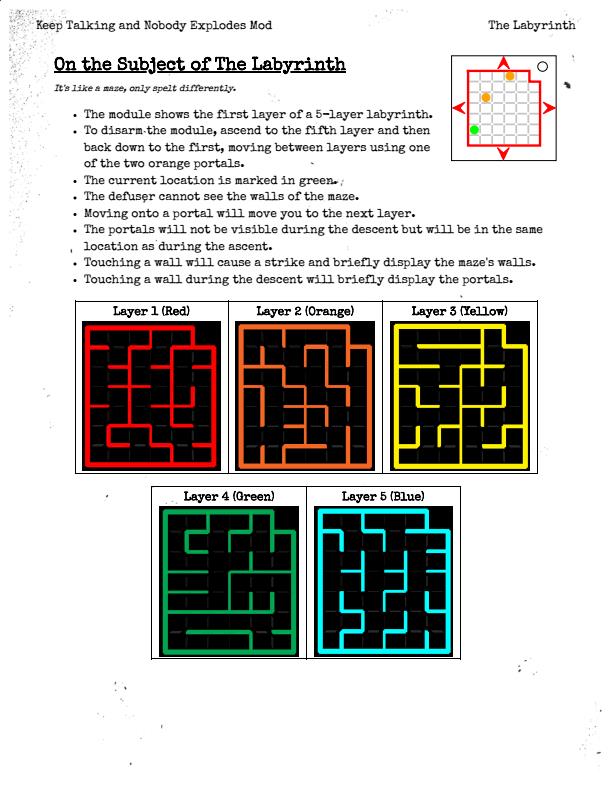 Keep Talking and Nobody Explodes Mod
The Labyrinth
On the Subject of The Labyrinth
It's like a maze, only spelt differently.
• The module shows the first layer of a 5-layer labyrinth.
• To disarm the module, ascend to the fifth layer and then
back down to the first, moving between layers using one
of the two orange portals.
• The current location is marked in green.
• The defuser cannot see the walls of the maze.
• Moving onto a portal will move you to the next layer.
• The portals will not be visible during the descent but will be in the same
location as during the ascent.
• Touching a wall will cause a strike and briefly display the maze's walls.
• Touching a wall during the descent will briefly display the portals.
Layer 1 (Red)
Layer 2 (Orange)
Layer 3 (Yellow)
Layer 4 (Green)
Layer 5 (Blue)